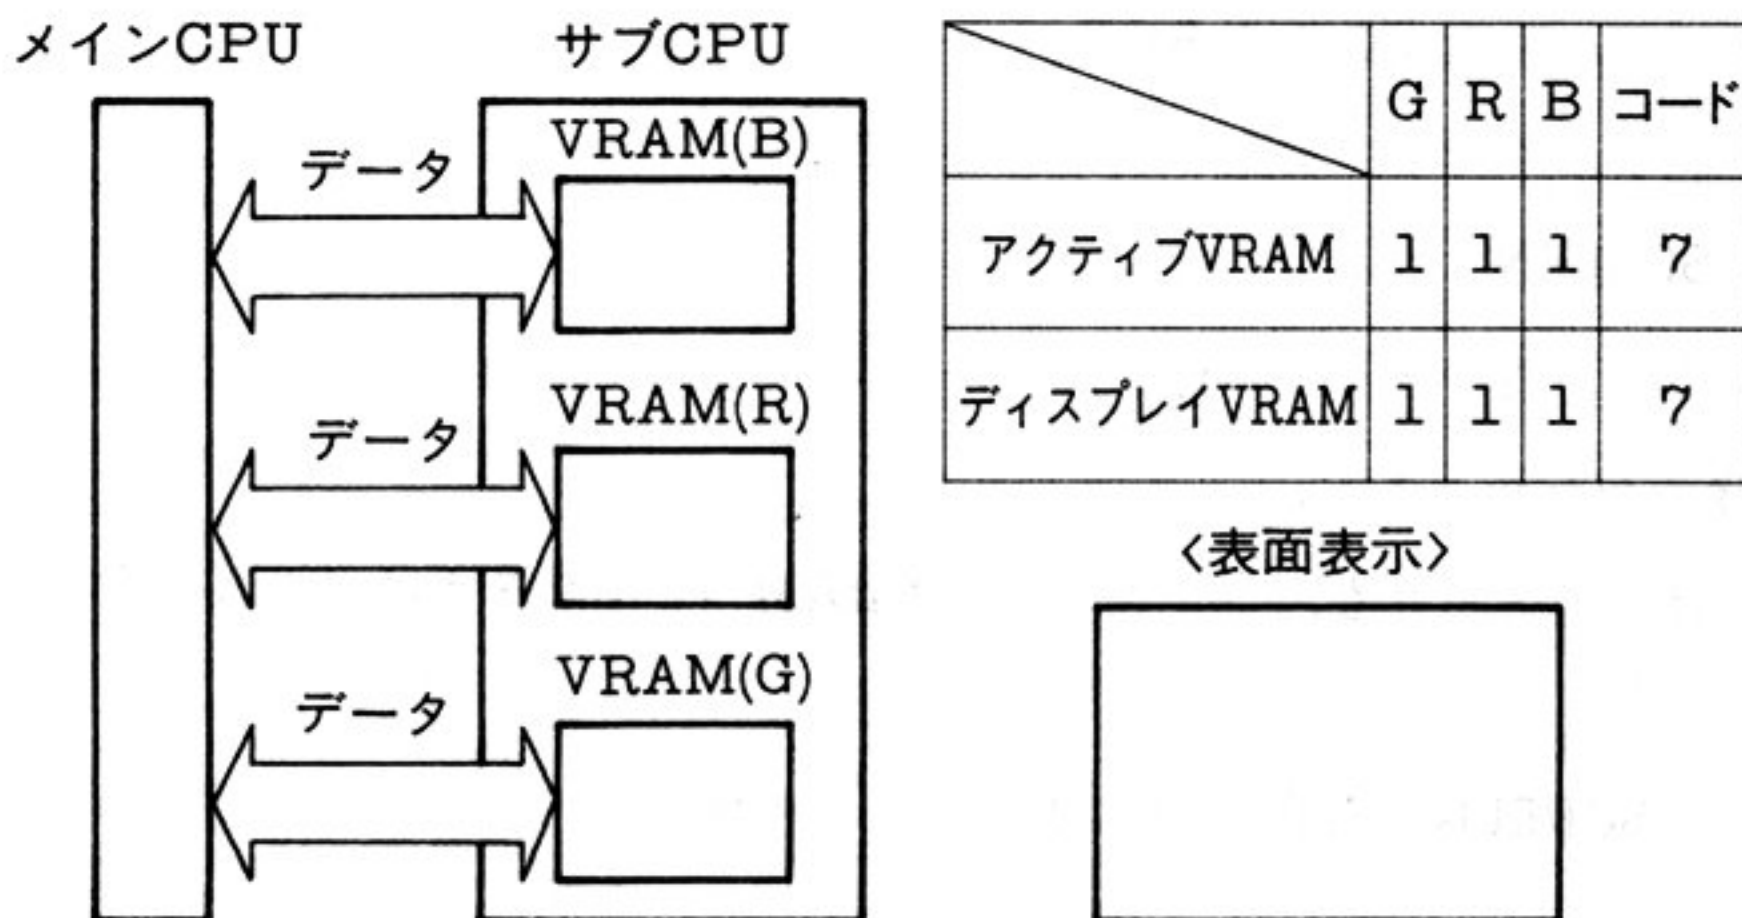 メインCPU
サブCPU
データ
VRAM(B)
データ
VRAM(R)
データ
VRAM(G)
G R B コード
アクティブVRAM 1 1 1 7
ディスプレイVRAM 1 1 1 7
〈表面表示〉